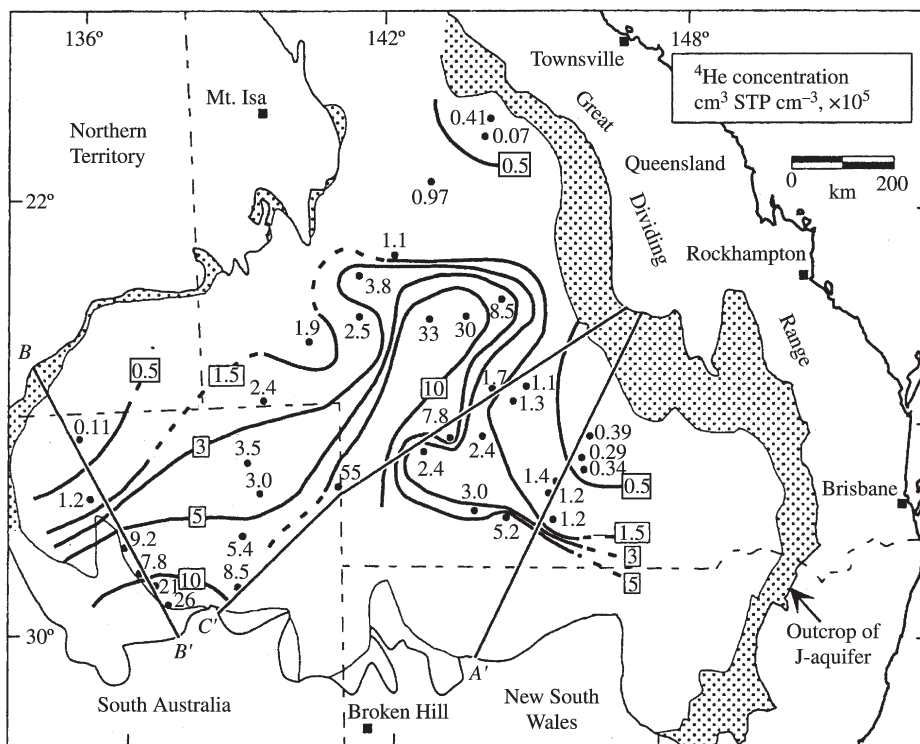 136°
142°
148°
Townsville
⁴He concentration
cm³ STP cm⁻³, ×10⁵
Mt. Isa
Great
Northern
Territory
0.41
0.07
0.5
Queensland
0
200
km
22°
0.97
Dividing
Rockhampton
1.1
3.8
8.5
1.9
2.5
33
30
Range
B
0.5
1.5
2.4
10
1.7
1.1
1.3
0.11
3
3.5
3.0
55
7.8
2.4
2.4
0.39
0.29
0.34
0.5
1.2
5
3.0
1.4
1.2
Brisbane
9.2
5.4
5.2
1.2
1.5
3
7.8
10
8.5
5
21
26
30°
C'
B'
A'
Outcrop of
J-aquifer
South Australia
Broken Hill
New South
Wales